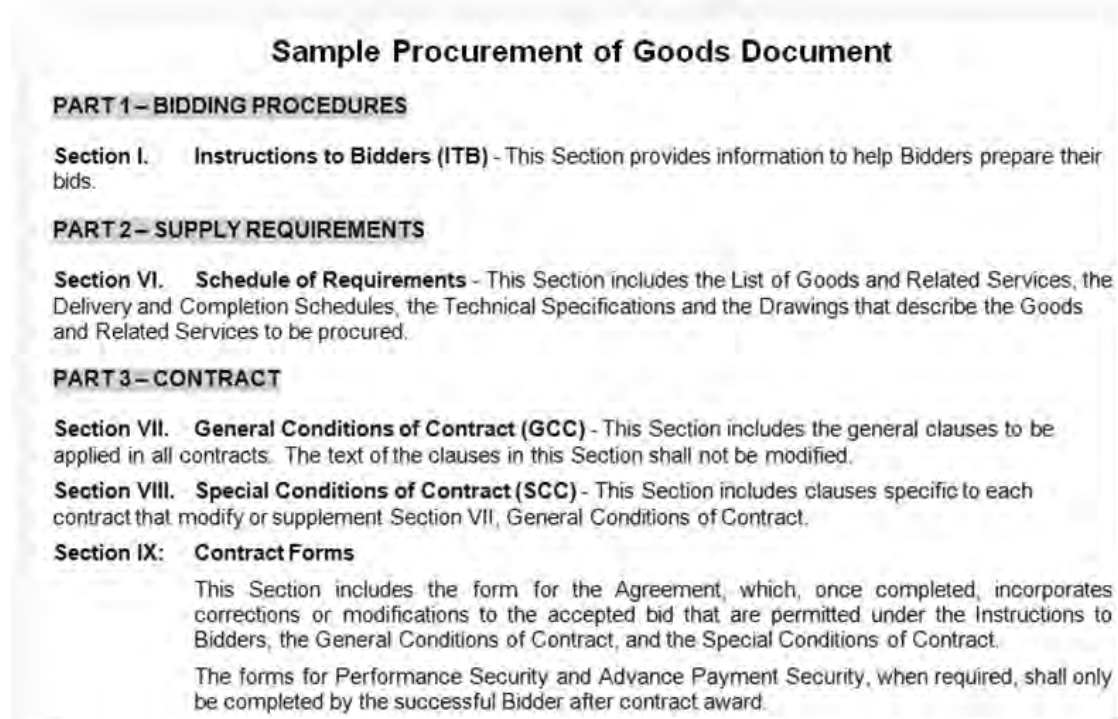 Sample Procurement of Goods Document
PART 1 – BIDDING PROCEDURES
Section I. Instructions to Bidders (ITB) - This Section provides information to help Bidders prepare their
bids.
PART 2 – SUPPLY REQUIREMENTS
Section VI. Schedule of Requirements - This Section includes the List of Goods and Related Services, the
Delivery and Completion Schedules, the Technical Specifications and the Drawings that describe the Goods
and Related Services to be procured.
PART 3 – CONTRACT
Section VII. General Conditions of Contract (GCC) - This Section includes the general clauses to be
applied in all contracts. The text of the clauses in this Section shall not be modified.
Section VIII. Special Conditions of Contract (SCC) - This Section includes clauses specific to each
contract that modify or supplement Section VII, General Conditions of Contract.
Section IX: Contract Forms
This Section includes the form for the Agreement, which, once completed, incorporates
corrections or modifications to the accepted bid that are permitted under the Instructions to
Bidders, the General Conditions of Contract, and the Special Conditions of Contract.
The forms for Performance Security and Advance Payment Security, when required, shall only
be completed by the successful Bidder after contract award.